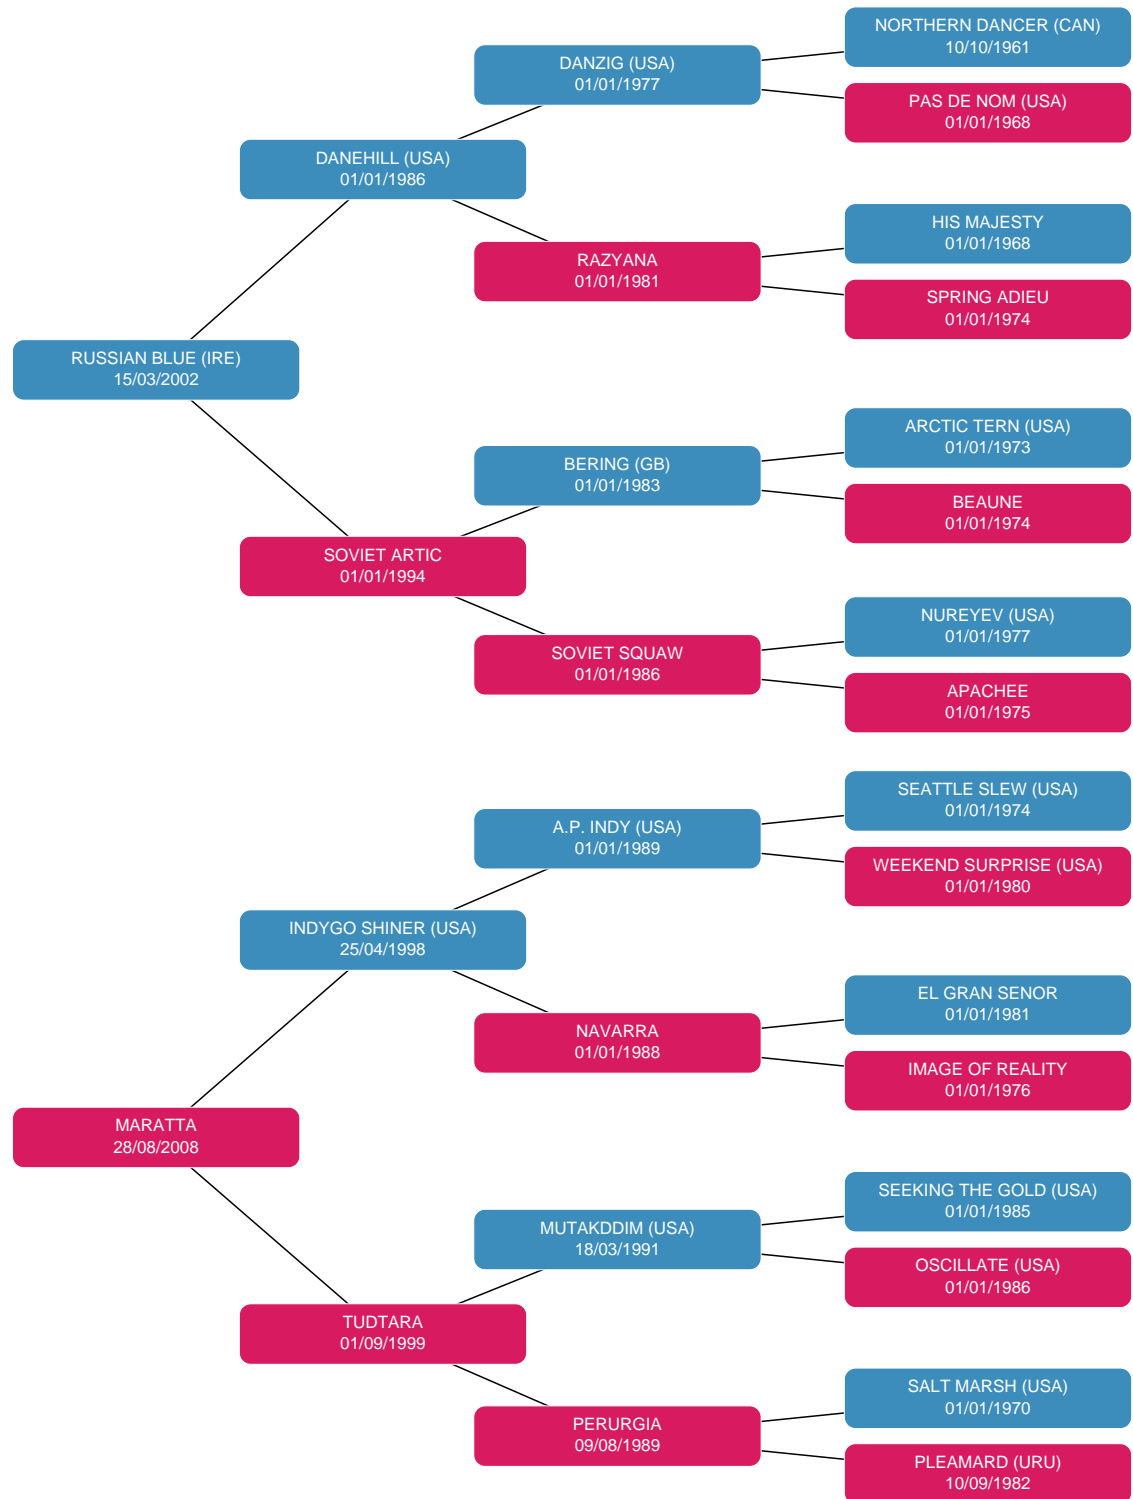 NORTHERN DANCER (CAN)
10/10/1961
DANZIG (USA)
01/01/1977
PAS DE NOM (USA)
01/01/1968
DANEHILL (USA)
01/01/1986
HIS MAJESTY
01/01/1968
RAZYANA
01/01/1981
SPRING ADIEU
01/01/1974
RUSSIAN BLUE (IRE)
15/03/2002
ARCTIC TERN (USA)
01/01/1973
BERING (GB)
01/01/1983
BEAUNE
01/01/1974
SOVIET ARTIC
01/01/1994
NUREYEV (USA)
01/01/1977
SOVIET SQUAW
01/01/1986
APACHEE
01/01/1975
SEATTLE SLEW (USA)
01/01/1974
A.P. INDY (USA)
01/01/1989
WEEKEND SURPRISE (USA)
01/01/1980
INDYGO SHINER (USA)
25/04/1998
EL GRAN SENOR
01/01/1981
NAVARRA
01/01/1988
IMAGE OF REALITY
01/01/1976
MARATTA
28/08/2008
SEEKING THE GOLD (USA)
01/01/1985
MUTAKDDIM (USA)
18/03/1991
OSCILLATE (USA)
01/01/1986
TUDTARA
01/09/1999
SALT MARSH (USA)
01/01/1970
PERURGIA
09/08/1989
PLEAMARD (URU)
10/09/1982